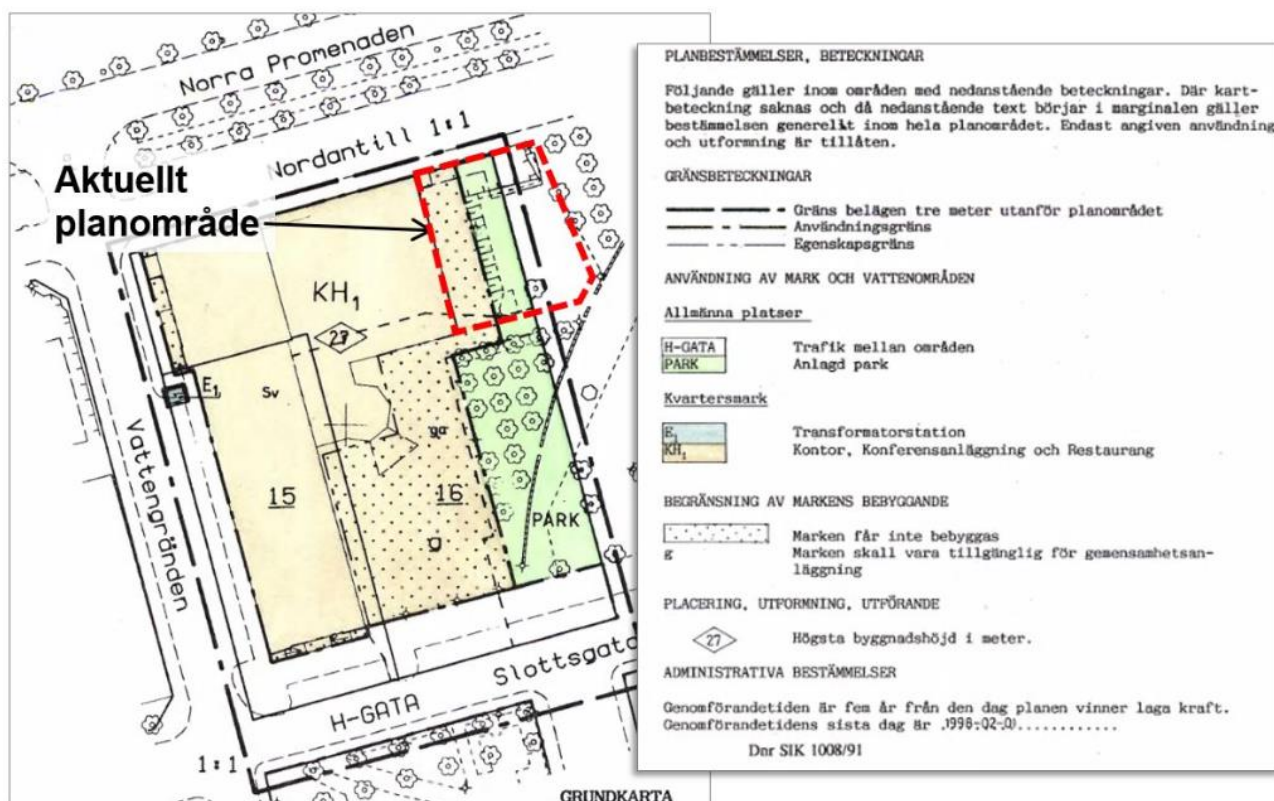 Norra Promenaden
Nordantill 1:1
Aktuellt
planområde
KH₁
27
E₁
Sv
ga
15
16
g
PARK
Vattengränden
Slottsgata
H-GATA
1:1
GRUNDKARTA
PLANBESTÄMMELSER, BETECKNINGAR
Följande gäller inom områden med nedanstående beteckningar. Där kart-
beteckning saknas och då nedanstående text börjar i marginalen gäller
bestämmelsen generellt inom hela planområdet. Endast angiven användning
och utformning är tillåten.
GRÄNSBETECKNINGAR
Gräns belägen tre meter utanför planområdet
Användningsgräns
Egenskapsgräns
ANVÄNDNING AV MARK OCH VATTENOMRÅDEN
Allmänna platser
H-GATA Trafik mellan områden
PARK Anlagd park
Kvartersmark
E₁ Transformatorstation
KH₁ Kontor, Konferensanläggning och Restaurang
BEGRÄNSNING AV MARKENS BEBYGGANDE
Marken får inte bebyggas
g Marken skall vara tillgänglig för gemensamhetsan-
läggning
PLACERING, UTFORMNING, UTFÖRANDE
27 Högsta byggnadshöjd i meter.
ADMINISTRATIVA BESTÄMMELSER
Genomförandetiden är fem år från den dag planen vinner laga kraft.
Genomförandetidens sista dag är .1998-02-01............
Dnr SIK 1008/91